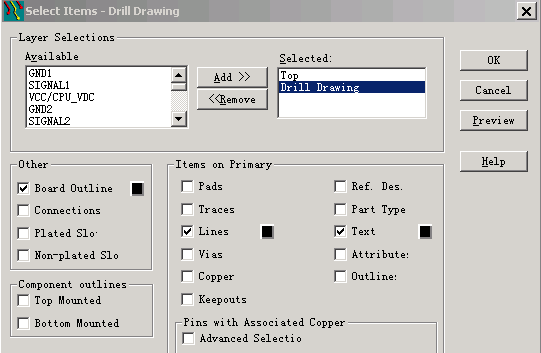 Select Items - Drill Drawing
Layer Selections
Available
Selected:
GND1
SIGNAL1
VCC/CPU_VDC
GND2
SIGNAL2
Add >>
<<Remove
Top
Drill Drawing
OK
Cancel
Preview
Help
Other
Board Outline
Connections
Plated Slo
Non-plated Slo
Component outlines
Top Mounted
Bottom Mounted
Items on Primary
Pads
Ref. Des.
Traces
Part Type
Lines
Text
Vias
Attribute:
Copper
Outline:
Keepouts
Pins with Associated Copper
Advanced Selectio